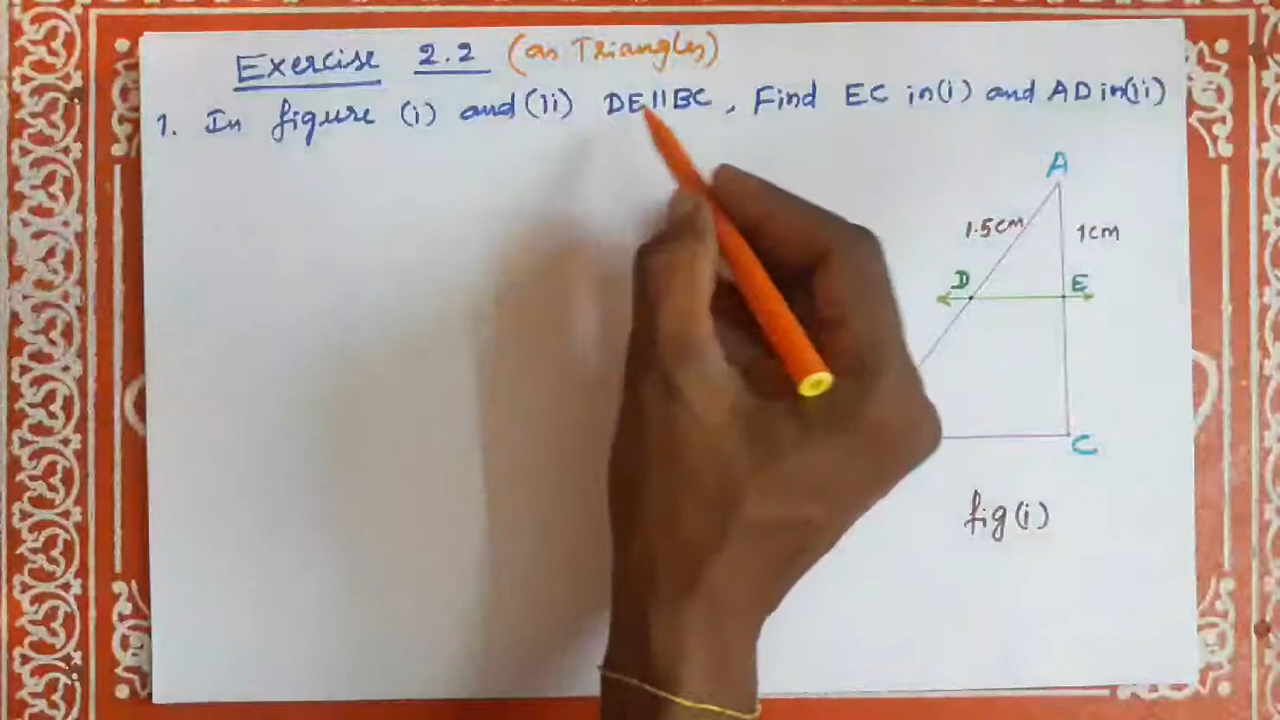 Exercise 2.2 (on Triangles)
1. In figure (i) and (ii) DE||BC, Find EC in(i) and AD in(ii)
A
1.5cm 1cm
D E
C
fig(i)